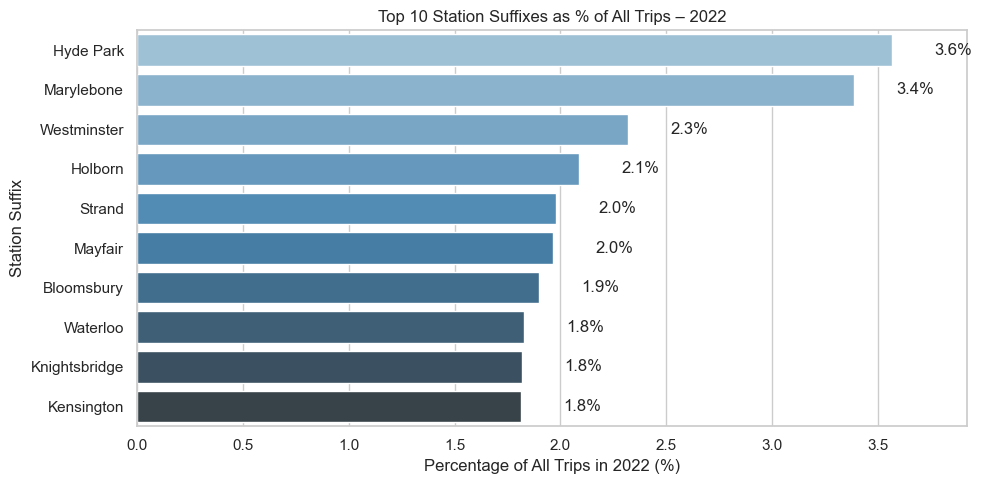 Top 10 Station Suffixes as % of All Trips – 2022
Station Suffix
Hyde Park 3.6%
Marylebone 3.4%
Westminster 2.3%
Holborn 2.1%
Strand 2.0%
Mayfair 2.0%
Bloomsbury 1.9%
Waterloo 1.8%
Knightsbridge 1.8%
Kensington 1.8%
0.0 0.5 1.0 1.5 2.0 2.5 3.0 3.5
Percentage of All Trips in 2022 (%)